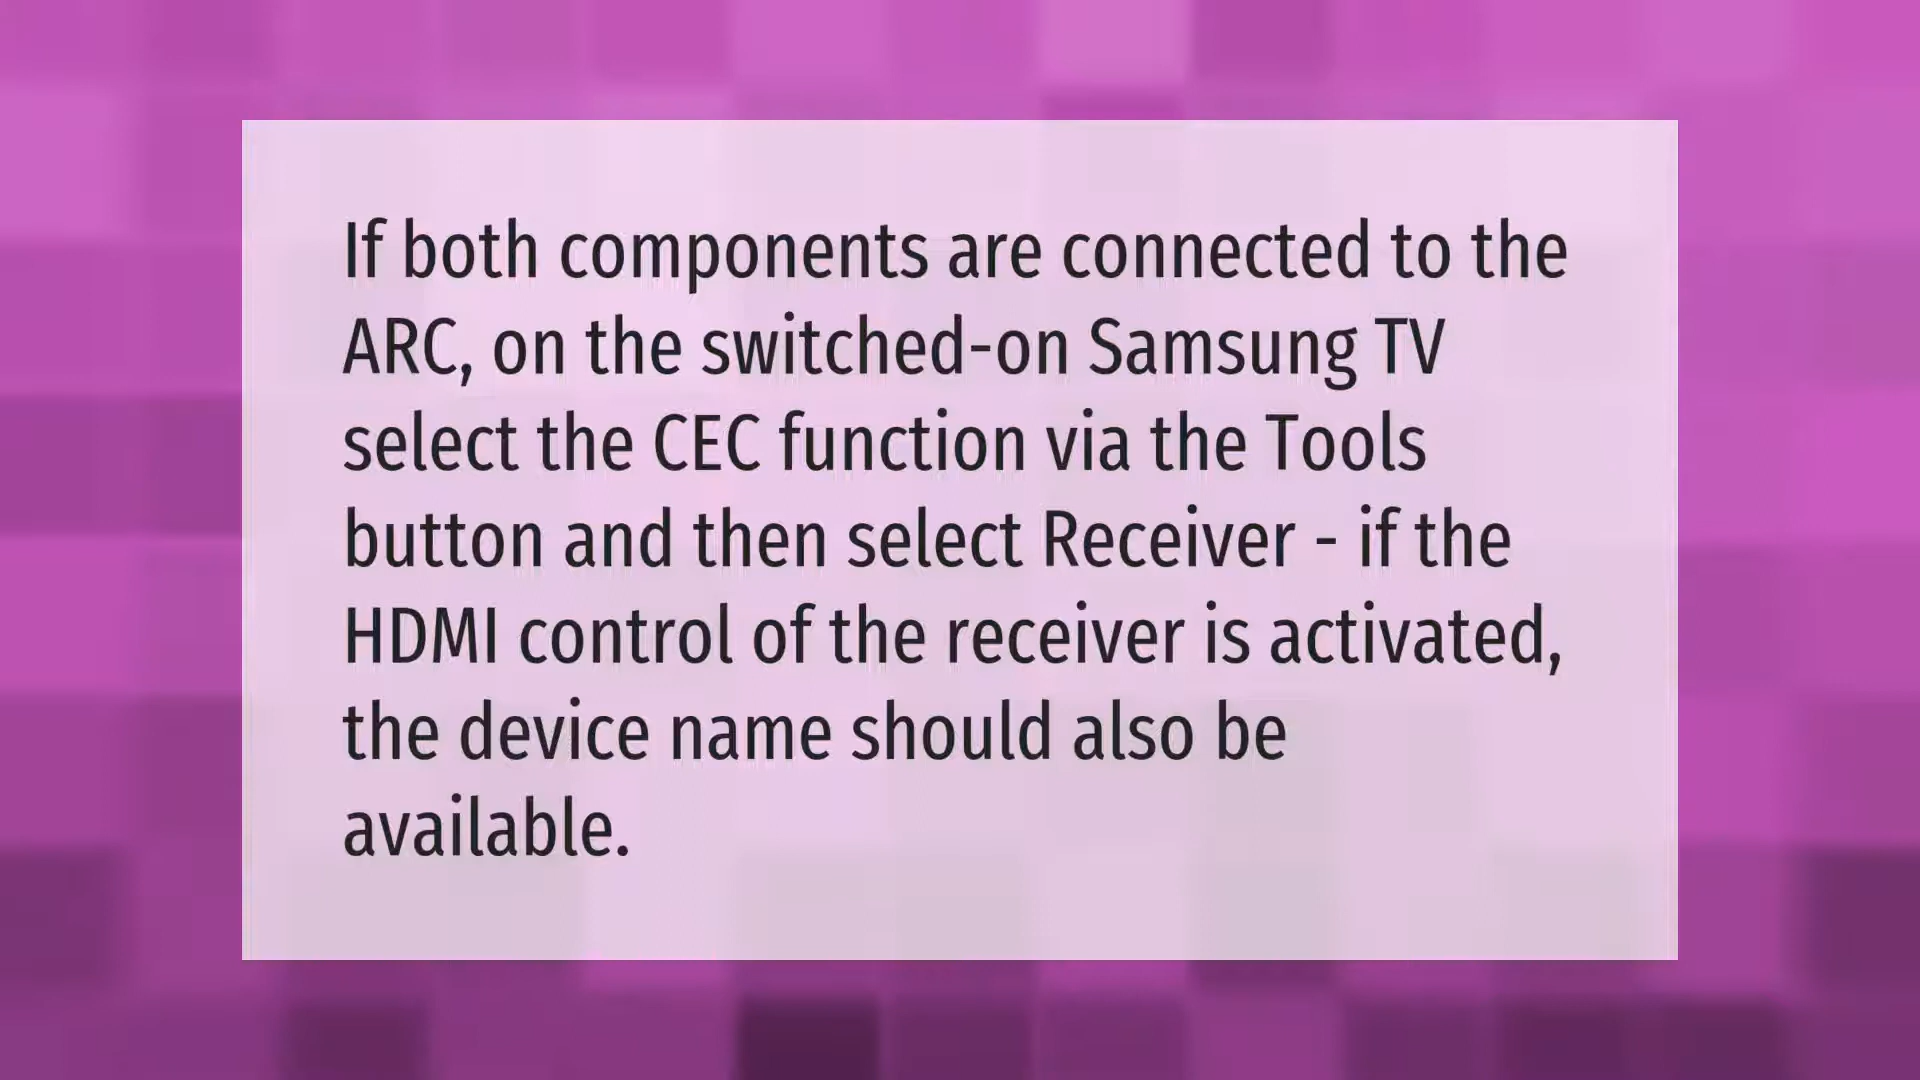 If both components are connected to the
ARC, on the switched-on Samsung TV
select the CEC function via the Tools
button and then select Receiver - if the
HDMI control of the receiver is activated,
the device name should also be
available.